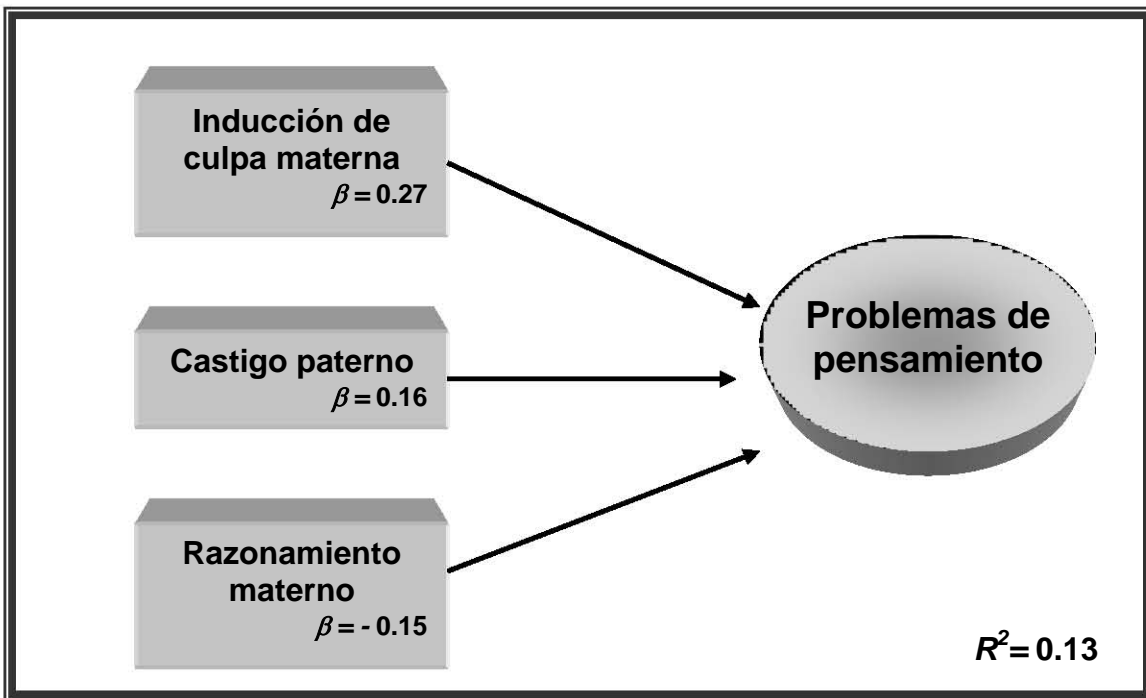 Inducción de
culpa materna
β = 0.27
Castigo paterno
β = 0.16
Razonamiento
materno
β = - 0.15
Problemas de
pensamiento
R²= 0.13